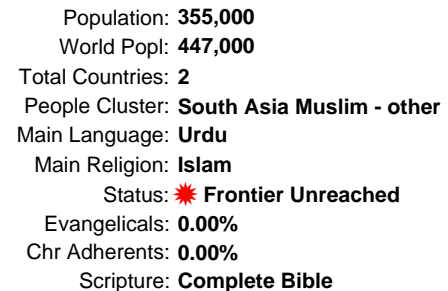 Population: 355,000
World Popl: 447,000
Total Countries: 2
People Cluster: South Asia Muslim - other
Main Language: Urdu
Main Religion: Islam
Status: Frontier Unreached
Evangelicals: 0.00%
Chr Adherents: 0.00%
Scripture: Complete Bible